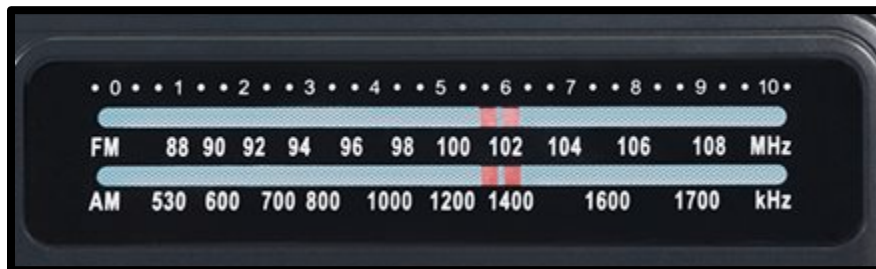 • 0 • • 1 • • 2 • • 3 • • 4 • • 5 • • 6 • • 7 • • 8 • • 9 • • 10 •
FM 88 90 92 94 96 98 100 102 104 106 108 MHz
AM 530 600 700 800 1000 1200 1400 1600 1700 kHz